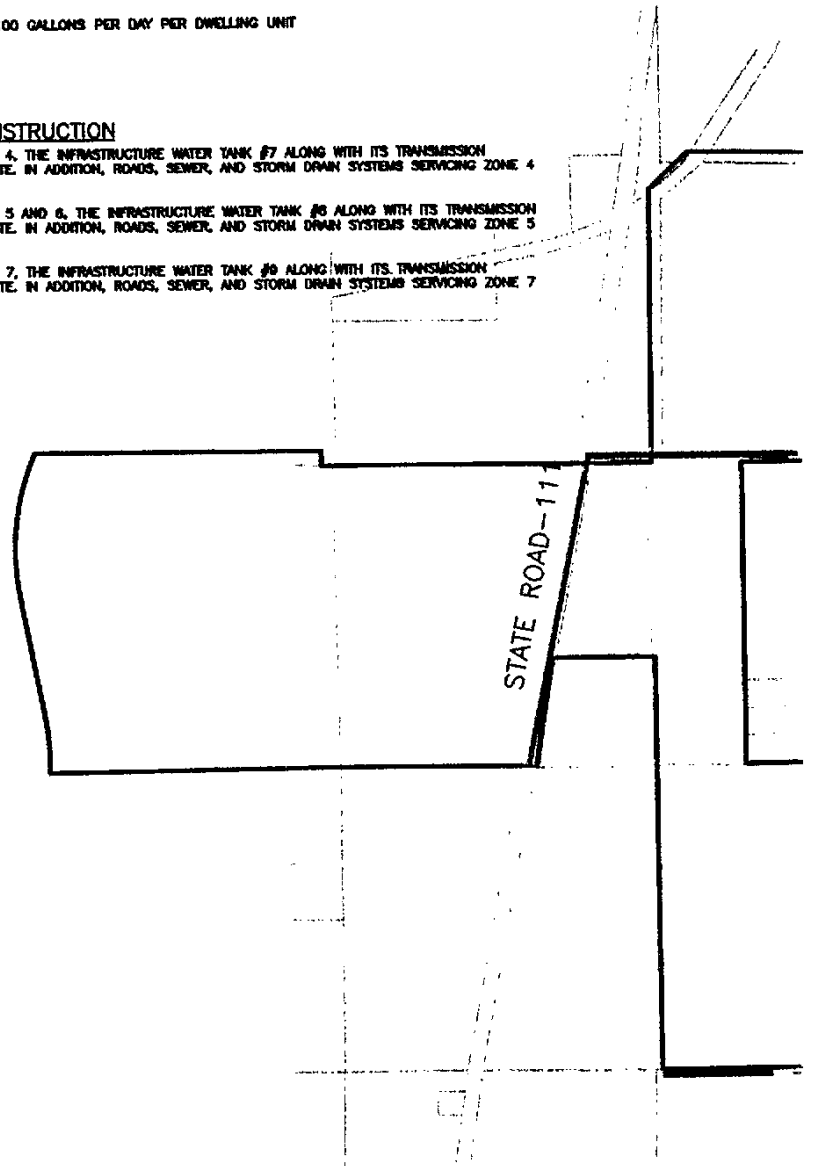 00 GALLONS PER DAY PER DWELLING UNIT
STRUCTION
4, THE INFRASTRUCTURE WATER TANK #7 ALONG WITH ITS TRANSMISSION
TE. IN ADDITION, ROADS, SEWER, AND STORM DRAIN SYSTEMS SERVICING ZONE 4
5 AND 6, THE INFRASTRUCTURE WATER TANK #8 ALONG WITH ITS TRANSMISSION
TE. IN ADDITION, ROADS, SEWER, AND STORM DRAIN SYSTEMS SERVICING ZONE 5
7, THE INFRASTRUCTURE WATER TANK #9 ALONG WITH ITS TRANSMISSION
TE. IN ADDITION, ROADS, SEWER, AND STORM DRAIN SYSTEMS SERVICING ZONE 7
STATE ROAD-111